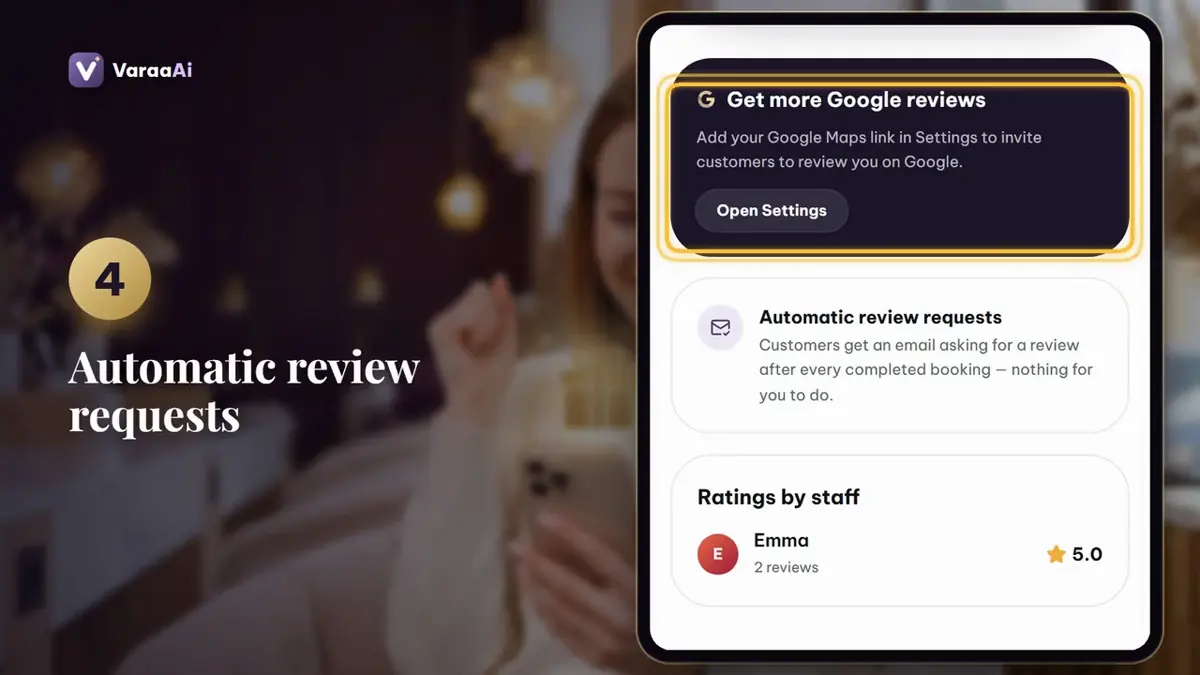 VaraaAi
4
Automatic review
requests
Get more Google reviews
Add your Google Maps link in Settings to invite
customers to review you on Google.
Open Settings
Automatic review requests
Customers get an email asking for a review
after every completed booking — nothing for
you to do.
Ratings by staff
E
Emma
2 reviews
5.0